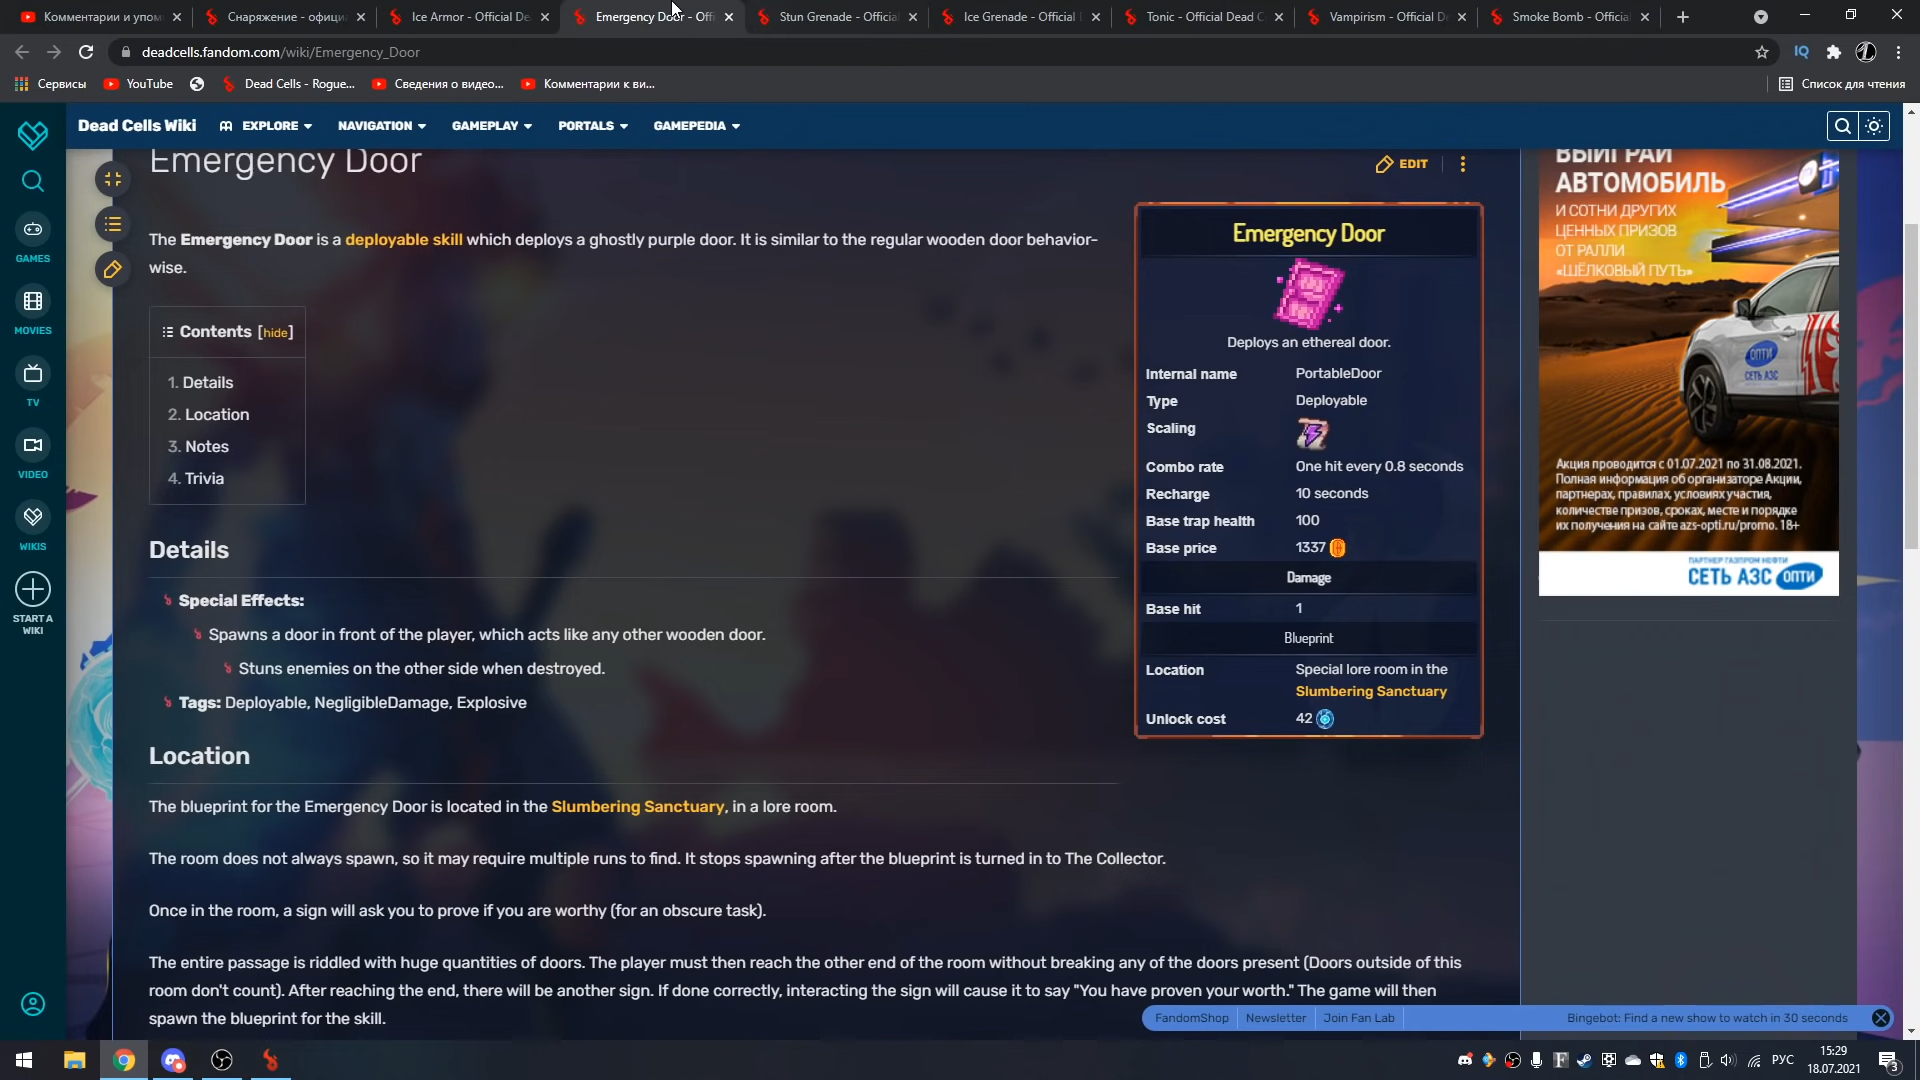 Комментарии и упом
Снаряжение - официа
Ice Armor - Official De
Emergency Door - Offi
Stun Grenade - Official
Ice Grenade - Official
Tonic - Official Dead C
Vampirism - Official De
Smoke Bomb - Official
deadcells.fandom.com/wiki/Emergency_Door
IQ
Сервисы
YouTube
Dead Cells - Rogue...
Сведения о видео...
Комментарии к ви...
Список для чтения
Dead Cells Wiki
EXPLORE
NAVIGATION
GAMEPLAY
PORTALS
GAMEPEDIA
GAMES
MOVIES
TV
VIDEO
WIKIS
START A
WIKI
Emergency Door
EDIT
The Emergency Door is a deployable skill which deploys a ghostly purple door. It is similar to the regular wooden door behavior-
wise.
Contents [hide]
1. Details
2. Location
3. Notes
4. Trivia
Details
Special Effects:
Spawns a door in front of the player, which acts like any other wooden door.
Stuns enemies on the other side when destroyed.
Tags: Deployable, NegligibleDamage, Explosive
Location
The blueprint for the Emergency Door is located in the Slumbering Sanctuary, in a lore room.
The room does not always spawn, so it may require multiple runs to find. It stops spawning after the blueprint is turned in to The Collector.
Once in the room, a sign will ask you to prove if you are worthy (for an obscure task).
The entire passage is riddled with huge quantities of doors. The player must then reach the other end of the room without breaking any of the doors present (Doors outside of this
room don't count). After reaching the end, there will be another sign. If done correctly, interacting the sign will cause it to say "You have proven your worth." The game will then
spawn the blueprint for the skill.
Emergency Door
Deploys an ethereal door.
Internal name PortableDoor
Type Deployable
Scaling
Combo rate One hit every 0.8 seconds
Recharge 10 seconds
Base trap health 100
Base price 1337
Damage
Base hit 1
Blueprint
Location Special lore room in the
Slumbering Sanctuary
Unlock cost 42
ВЫИГРАЙ
АВТОМОБИЛЬ
И СОТНИ ДРУГИХ
ЦЕННЫХ ПРИЗОВ
ОТ РАЛЛИ
«ШЁЛКОВЫЙ ПУТЬ»
ОПТИ
СЕТЬ АЗС
Акция проводится с 01.07.2021 по 31.08.2021.
Полная информация об организаторе Акции,
партнерах, правилах, условиях участия,
количестве призов, сроках, месте и порядке
их получения на сайте azs-opti.ru/promo. 18+
ПАРТНЕР ГАЗПРОМ НЕФТИ
СЕТЬ АЗС ОПТИ
FandomShop
Newsletter
Join Fan Lab
Bingebot: Find a new show to watch in 30 seconds
РУС
15:29
18.07.2021
3